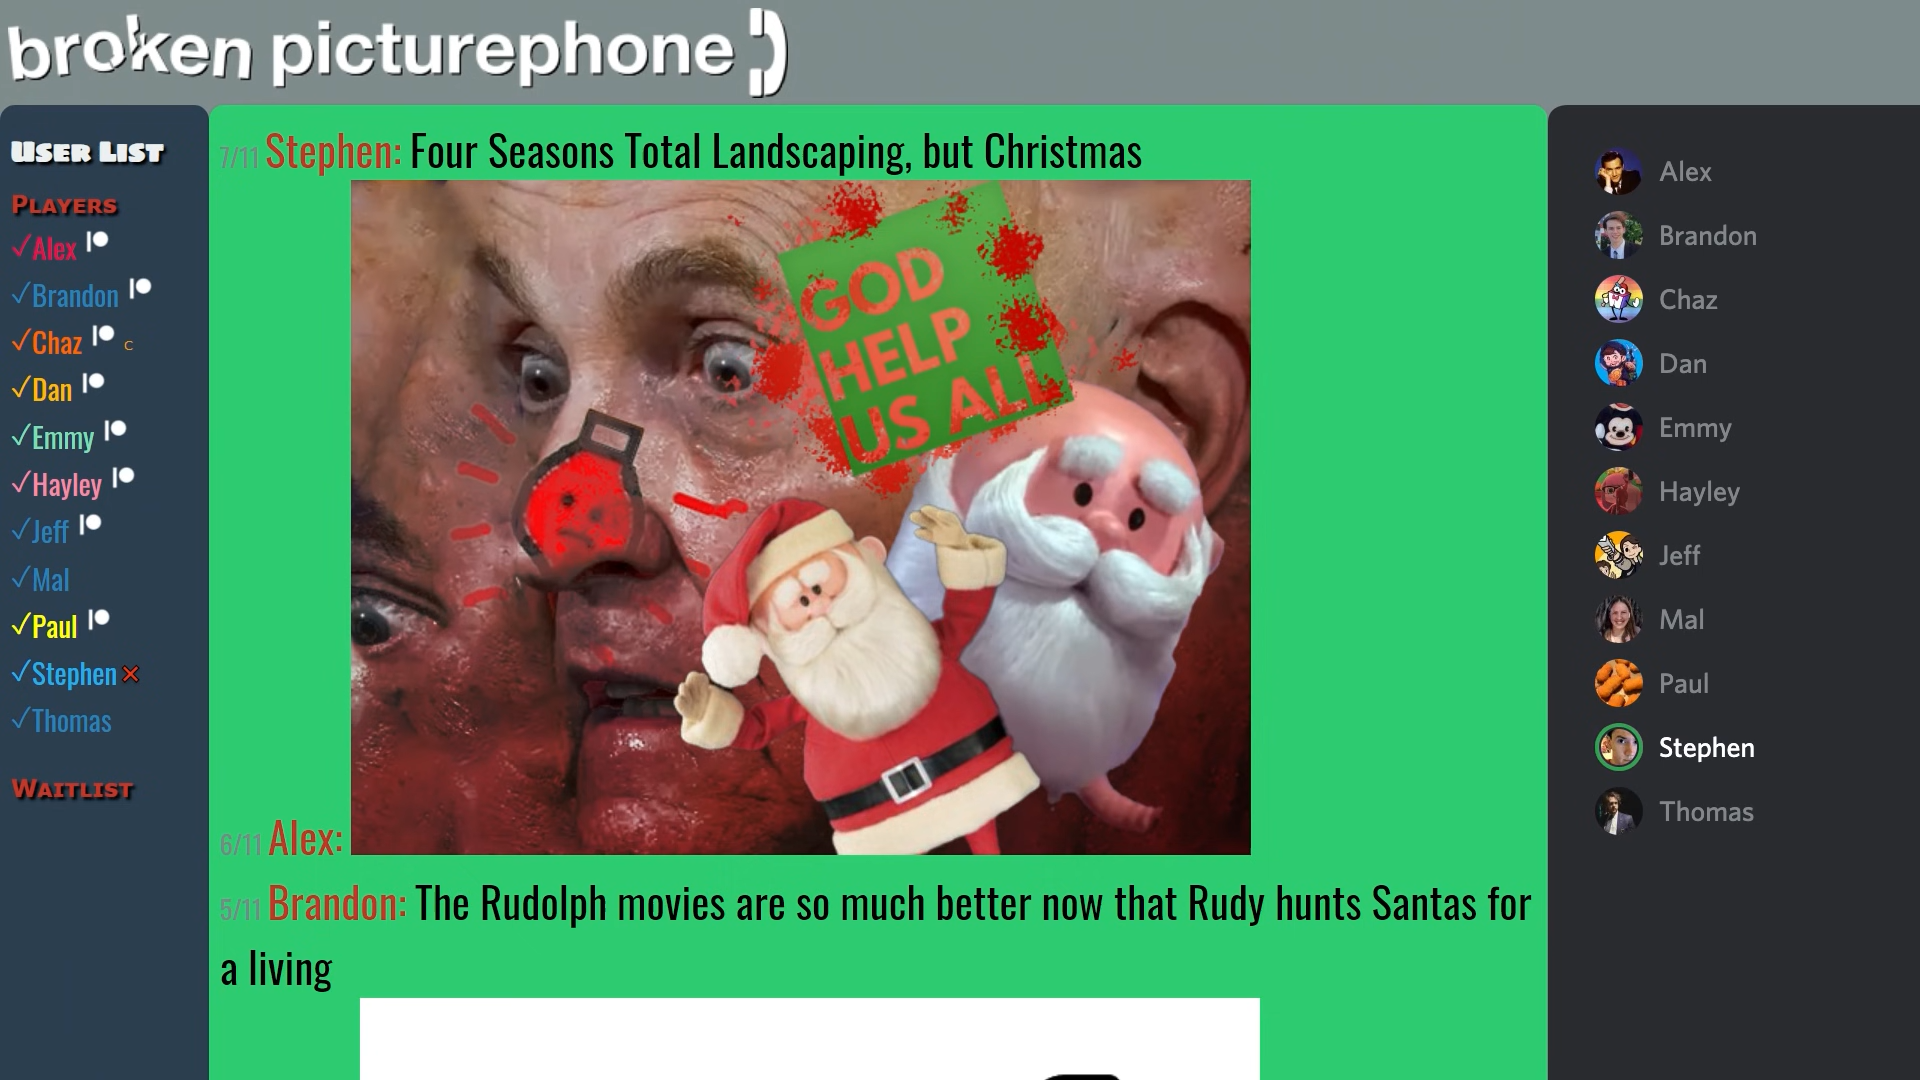 broken picturephone
User List
Players
✓Alex
✓Brandon
✓Chaz c
✓Dan
✓Emmy
✓Hayley
✓Jeff
✓Mal
✓Paul
✓Stephen ✕
✓Thomas
Waitlist
7/11 Stephen: Four Seasons Total Landscaping, but Christmas
GOD
HELP
US ALL
6/11 Alex:
5/11 Brandon: The Rudolph movies are so much better now that Rudy hunts Santas for
a living
Alex
Brandon
Chaz
Dan
Emmy
Hayley
Jeff
Mal
Paul
Stephen
Thomas